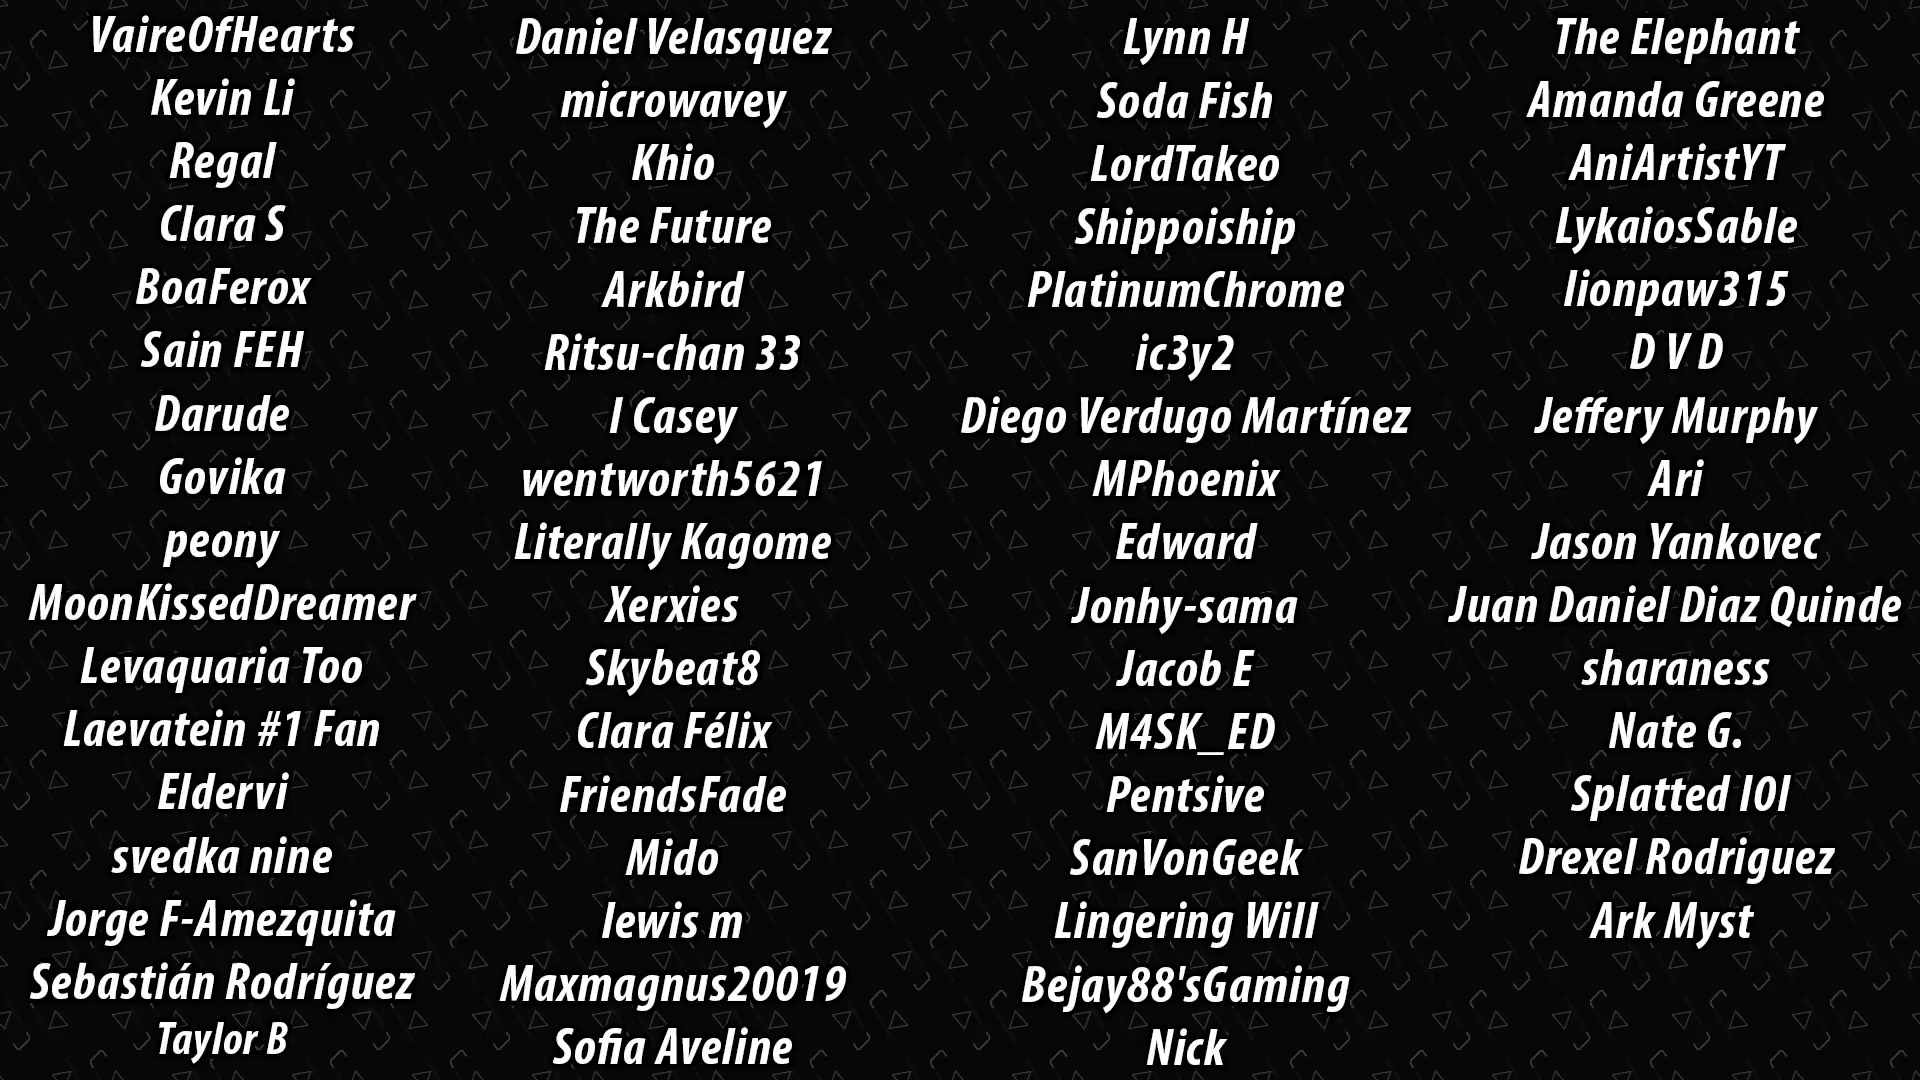 VaireOfHearts
Kevin Li
Regal
Clara S
BoaFerox
Sain FEH
Darude
Govika
peony
MoonKissedDreamer
Levaquaria Too
Laevatein #1 Fan
Eldervi
svedka nine
Jorge F-Amezquita
Sebastián Rodríguez
Taylor B
Daniel Velasquez
microwavey
Khio
The Future
Arkbird
Ritsu-chan 33
I Casey
wentworth5621
Literally Kagome
Xerxies
Skybeat8
Clara Félix
FriendsFade
Mido
lewis m
Maxmagnus20019
Sofia Aveline
Lynn H
Soda Fish
LordTakeo
Shippoiship
PlatinumChrome
ic3y2
Diego Verdugo Martínez
MPhoenix
Edward
Jonhy-sama
Jacob E
M4SK_ED
Pentsive
SanVonGeek
Lingering Will
Bejay88'sGaming
Nick
The Elephant
Amanda Greene
AniArtistYT
LykaiosSable
lionpaw315
D V D
Jeffery Murphy
Ari
Jason Yankovec
Juan Daniel Diaz Quinde
sharaness
Nate G.
Splatted IOI
Drexel Rodriguez
Ark Myst